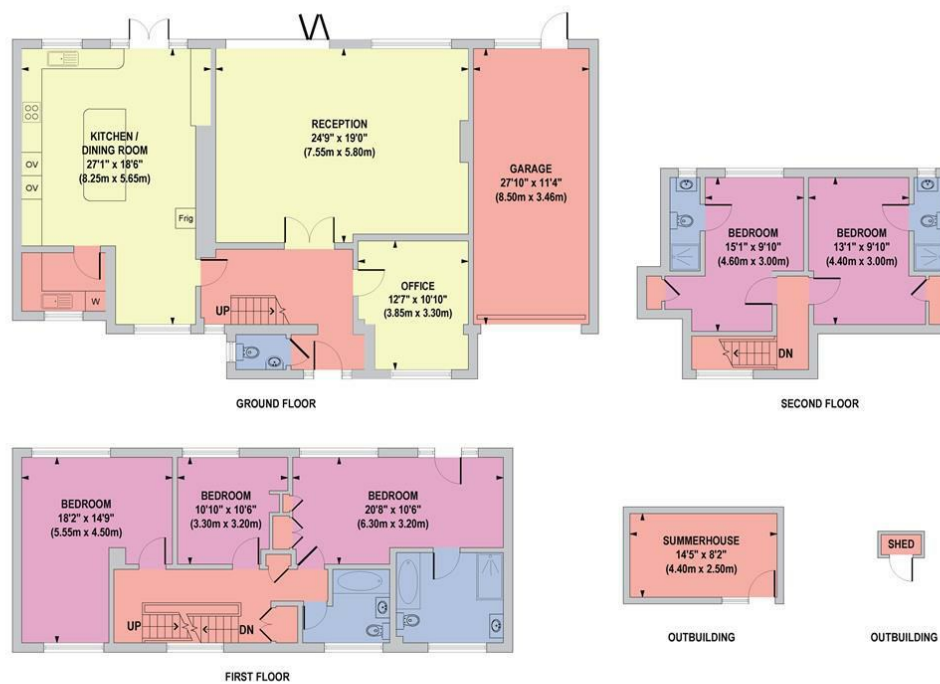 KITCHEN /
DINING ROOM
27'1" x 18'6"
(8.25m x 5.65m)
OV
OV
Frig
W
RECEPTION
24'9" x 19'0"
(7.55m x 5.80m)
GARAGE
27'10" x 11'4"
(8.50m x 3.46m)
OFFICE
12'7" x 10'10"
(3.85m x 3.30m)
UP
GROUND FLOOR
BEDROOM
15'1" x 9'10"
(4.60m x 3.00m)
BEDROOM
13'1" x 9'10"
(4.40m x 3.00m)
DN
SECOND FLOOR
BEDROOM
18'2" x 14'9"
(5.55m x 4.50m)
BEDROOM
10'10" x 10'6"
(3.30m x 3.20m)
BEDROOM
20'8" x 10'6"
(6.30m x 3.20m)
UP
DN
FIRST FLOOR
SUMMERHOUSE
14'5" x 8'2"
(4.40m x 2.50m)
OUTBUILDING
SHED
OUTBUILDING